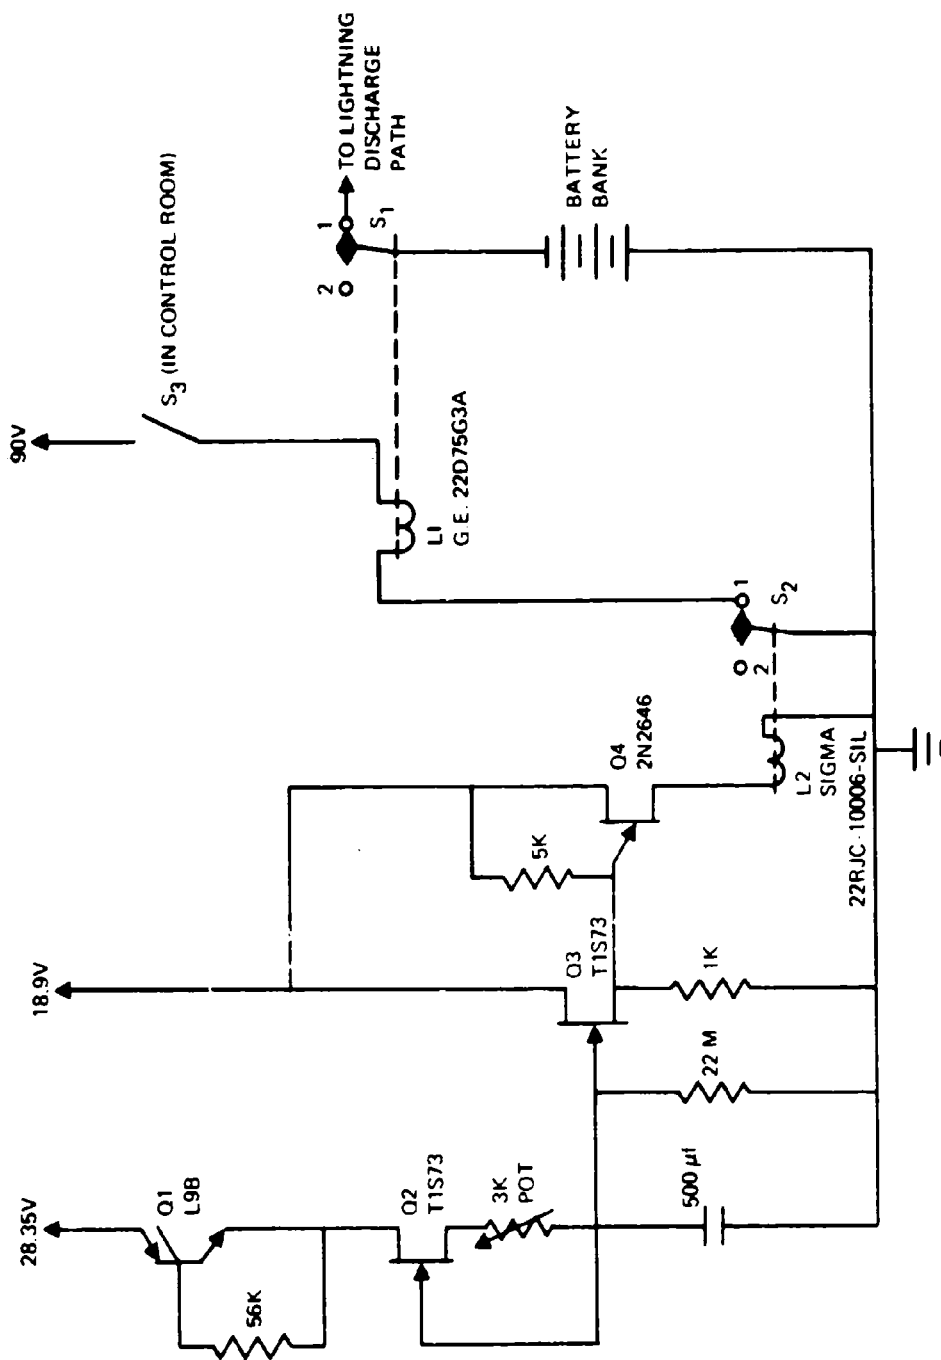 28.35V
Q1
L9B
56K
Q2
T1S73
3K
POT
500 µf
22 M
18.9V
Q3
T1S73
1K
5K
Q4
2N2646
L2
SIGMA
22RJC-10006-SIL
2
1
S2
90V
S3 (IN CONTROL ROOM)
L1
G.E. 22D75G3A
2
1
S1
TO LIGHTNING
DISCHARGE
PATH
BATTERY
BANK